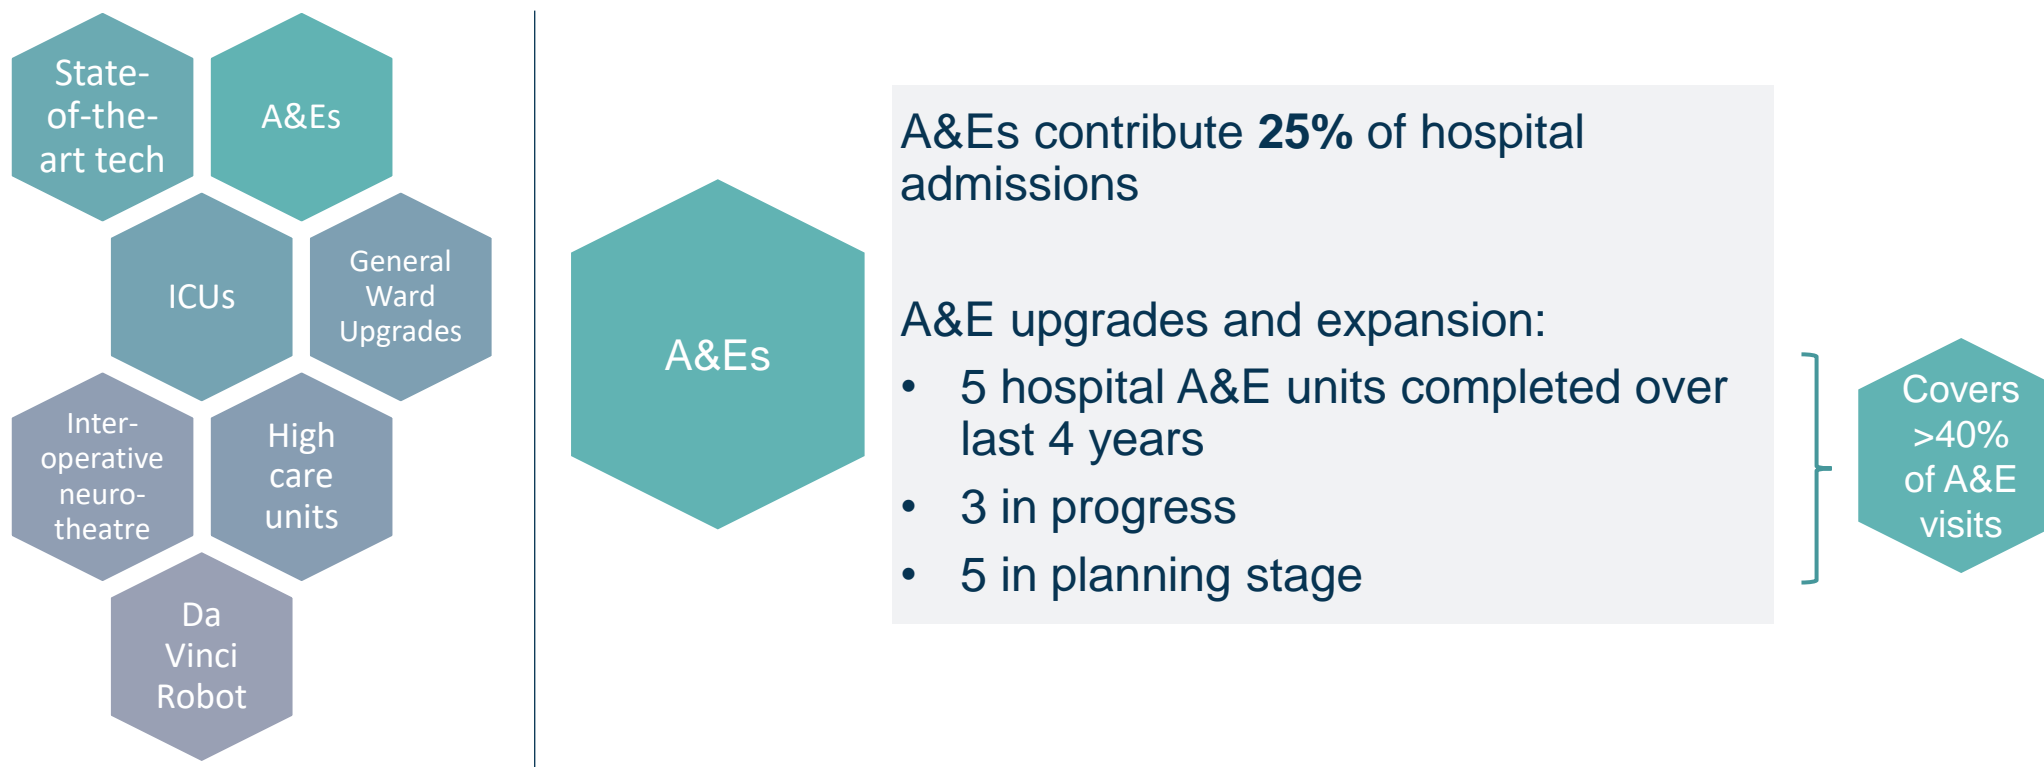 State-
of-the-
art tech
A&Es
ICUs
General
Ward
Upgrades
Inter-
operative
neuro-
theatre
High
care
units
Da
Vinci
Robot
A&Es
A&Es contribute 25% of hospital
admissions
A&E upgrades and expansion:
• 5 hospital A&E units completed over
last 4 years
• 3 in progress
• 5 in planning stage
Covers
>40%
of A&E
visits